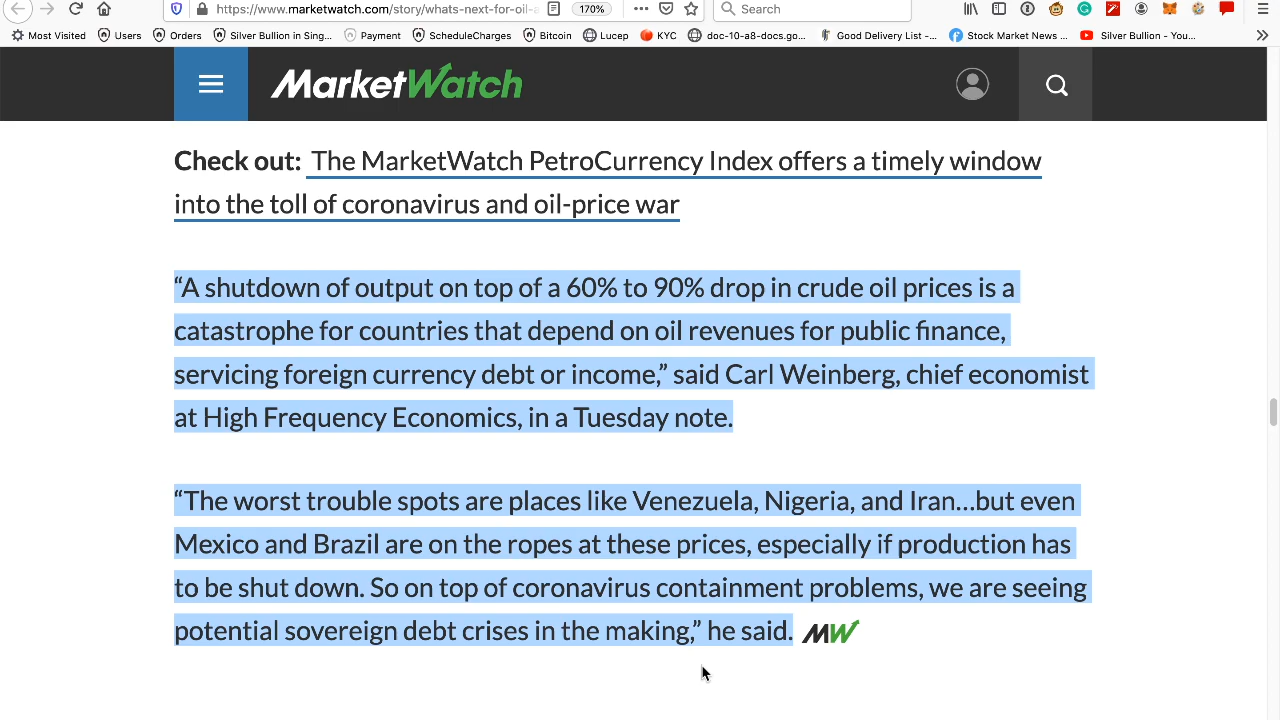 https://www.marketwatch.com/story/whats-next-for-oil-a
170%
Search
Most Visited
Users
Orders
Silver Bullion in Sing...
Payment
ScheduleCharges
Bitcoin
Lucep
KYC
doc-10-a8-docs.go...
Good Delivery List -...
Stock Market News ...
Silver Bullion - You...
MarketWatch
Check out: The MarketWatch PetroCurrency Index offers a timely window
into the toll of coronavirus and oil-price war
“A shutdown of output on top of a 60% to 90% drop in crude oil prices is a
catastrophe for countries that depend on oil revenues for public finance,
servicing foreign currency debt or income,” said Carl Weinberg, chief economist
at High Frequency Economics, in a Tuesday note.
“The worst trouble spots are places like Venezuela, Nigeria, and Iran…but even
Mexico and Brazil are on the ropes at these prices, especially if production has
to be shut down. So on top of coronavirus containment problems, we are seeing
potential sovereign debt crises in the making,” he said. MW